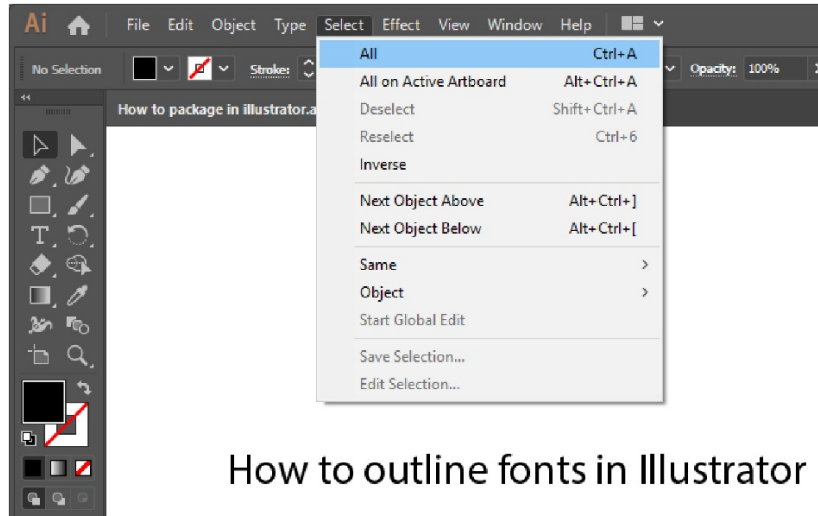 Ai File Edit Object Type Select Effect View Window Help
No Selection Stroke: Opacity: 100%
How to package in illustrator.a
All Ctrl+A
All on Active Artboard Alt+Ctrl+A
Deselect Shift+Ctrl+A
Reselect Ctrl+6
Inverse
Next Object Above Alt+Ctrl+]
Next Object Below Alt+Ctrl+[
Same
Object
Start Global Edit
Save Selection...
Edit Selection...
How to outline fonts in Illustrator